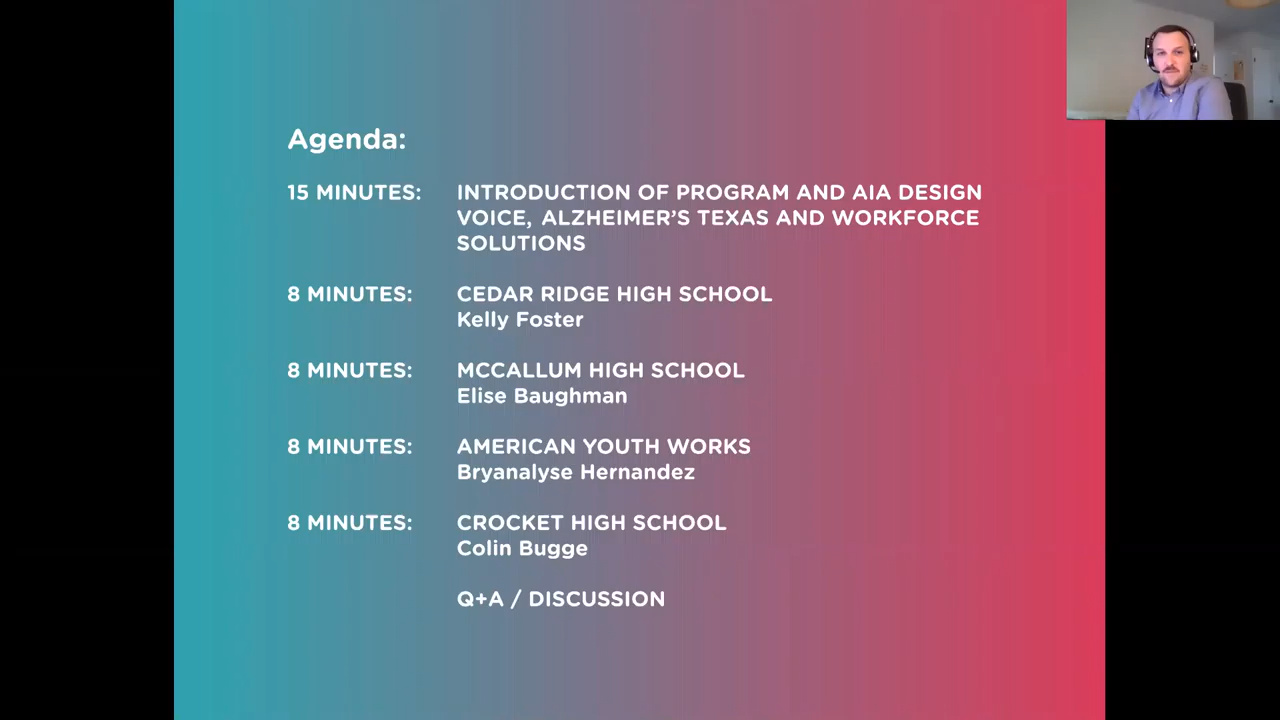 Agenda:
15 MINUTES: INTRODUCTION OF PROGRAM AND AIA DESIGN
VOICE, ALZHEIMER'S TEXAS AND WORKFORCE
SOLUTIONS
8 MINUTES: CEDAR RIDGE HIGH SCHOOL
Kelly Foster
8 MINUTES: MCCALLUM HIGH SCHOOL
Elise Baughman
8 MINUTES: AMERICAN YOUTH WORKS
Bryanalyse Hernandez
8 MINUTES: CROCKET HIGH SCHOOL
Colin Bugge
Q+A / DISCUSSION